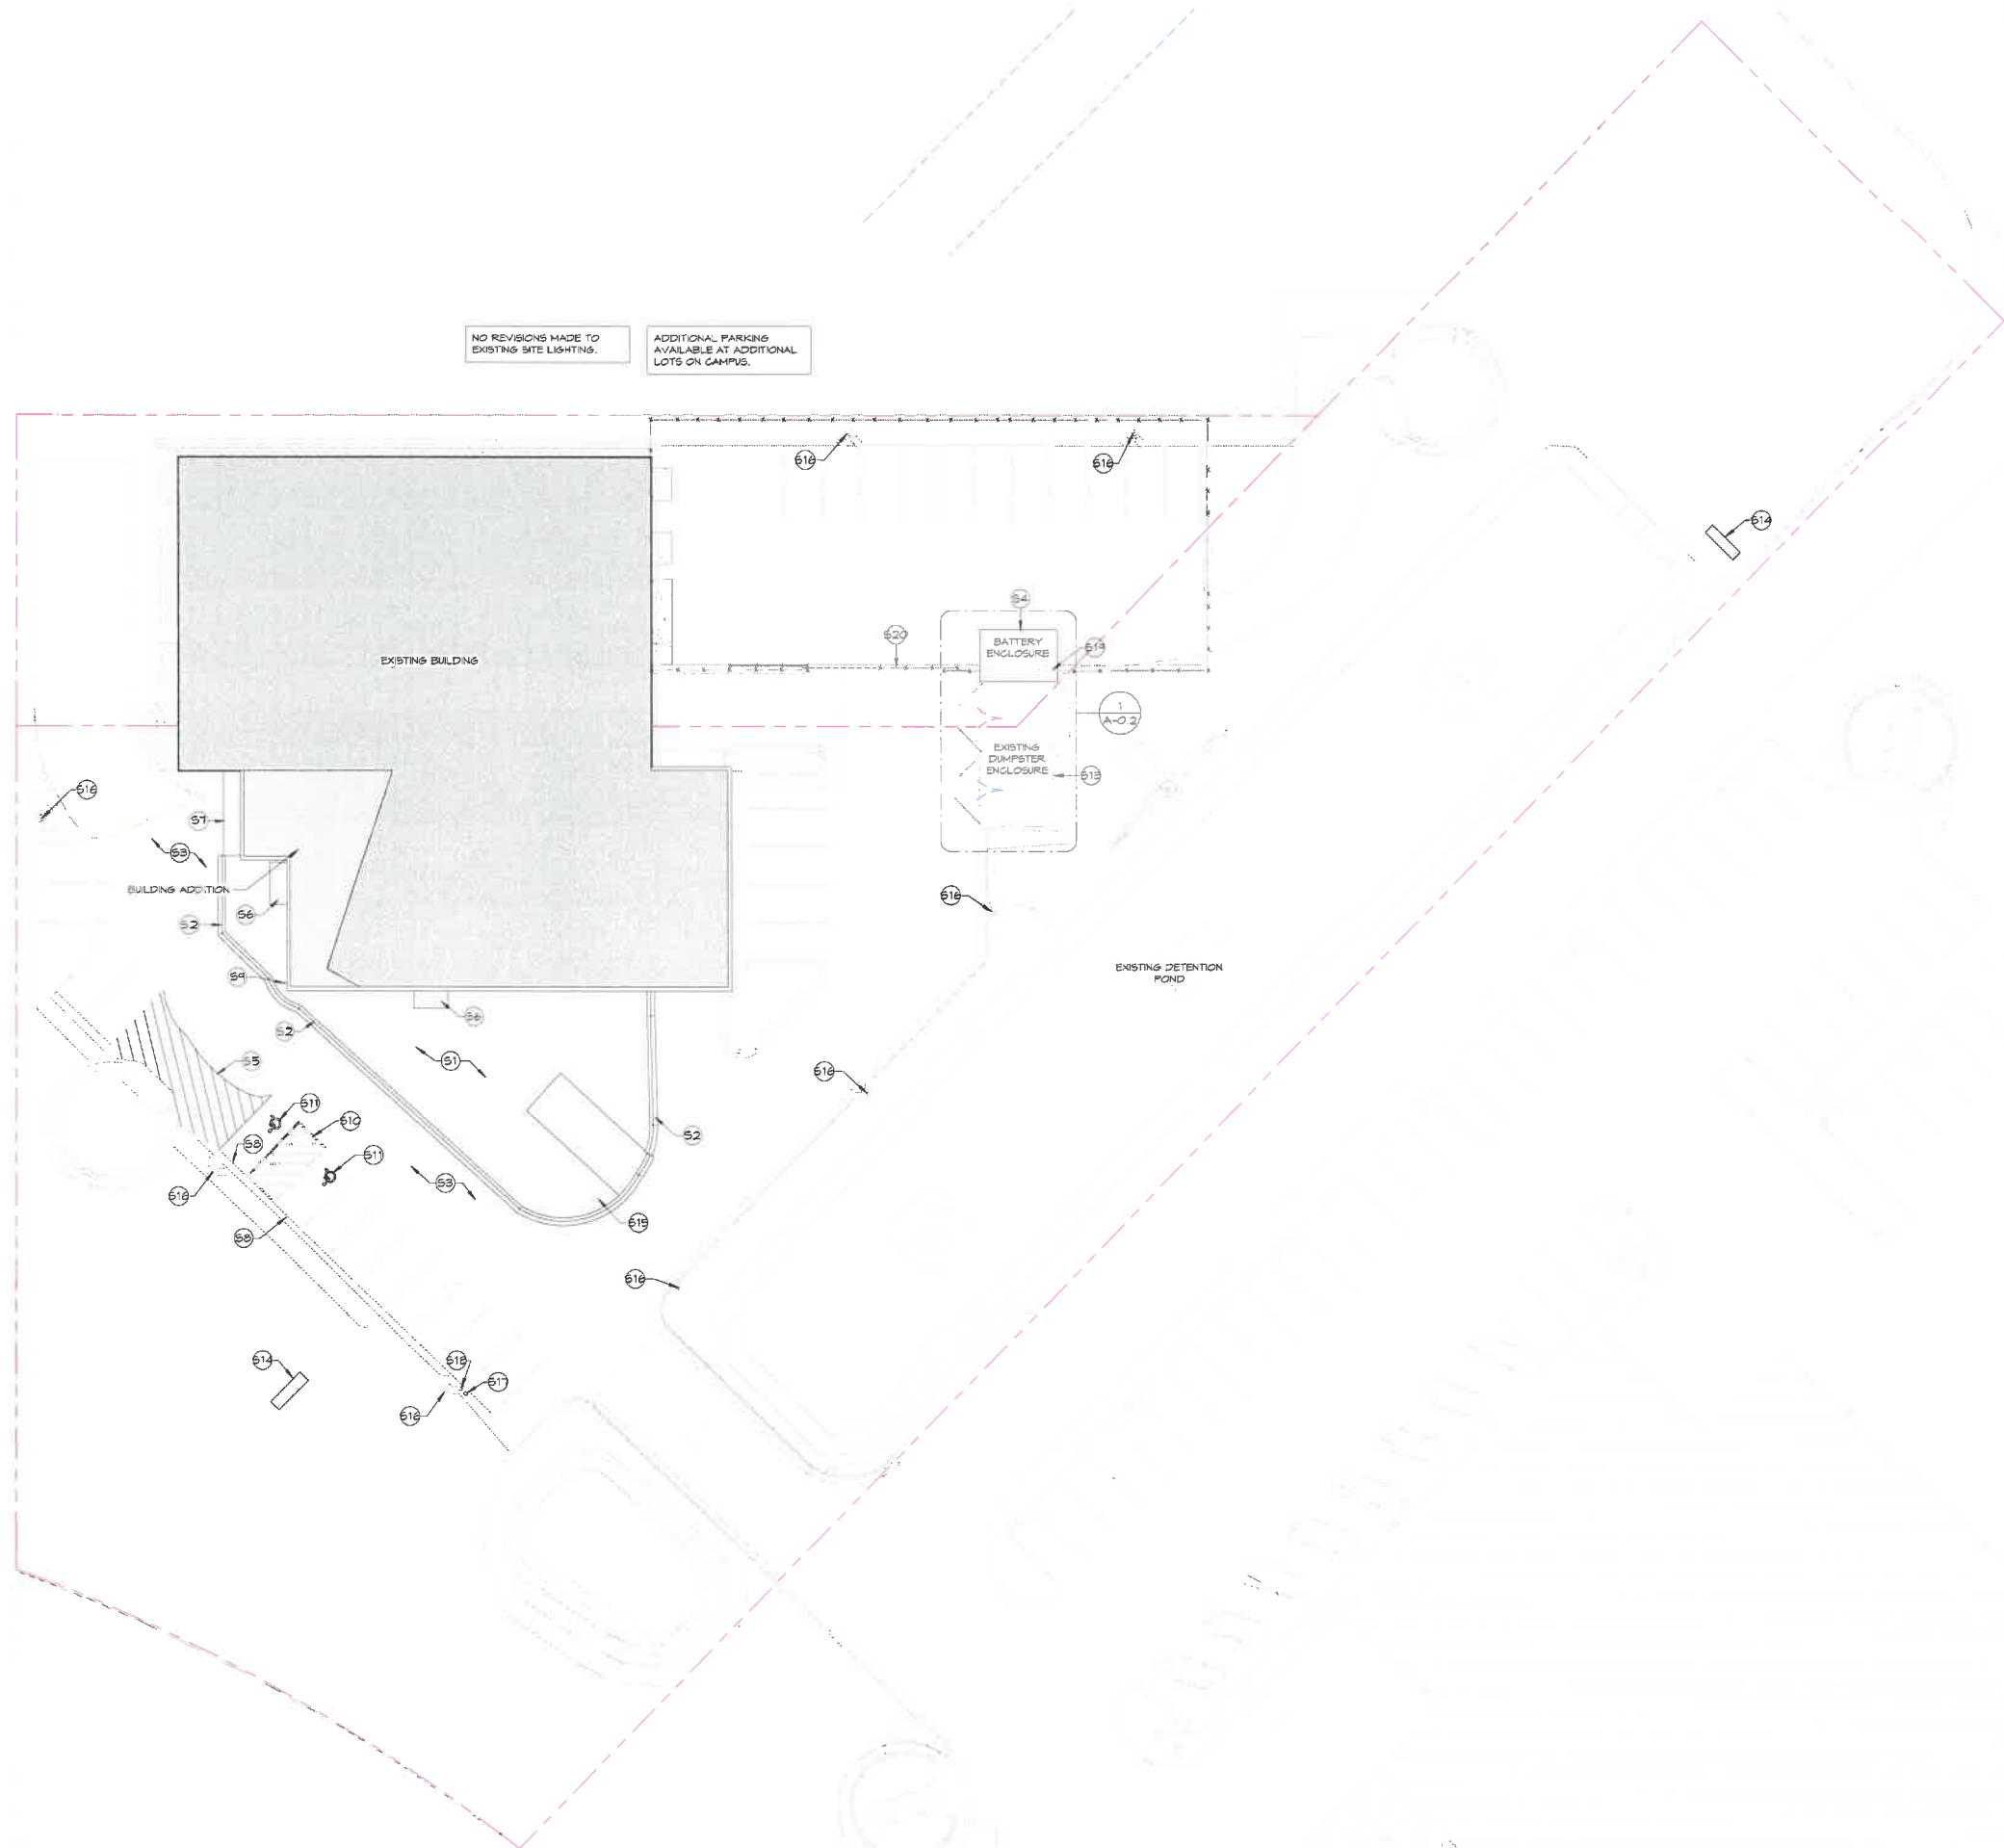 NO REVISIONS MADE TO
EXISTING SITE LIGHTING.
ADDITIONAL PARKING
AVAILABLE AT ADDITIONAL
LOTS ON CAMPUS.
S16
S16
S14
S4
BATTERY
ENCLOSURE
S20
S19
EXISTING BUILDING
1
A-0.2
EXISTING
DUMPSTER
ENCLOSURE
S13
S16
S7
S3
BUILDING ADDITION
S6
S2
S16
S9
EXISTING DETENTION
POND
S6
S2
S1
S5
S16
S11
S10
S2
S8
S11
S3
S16
S15
S8
S16
S14
S18
S17
S16